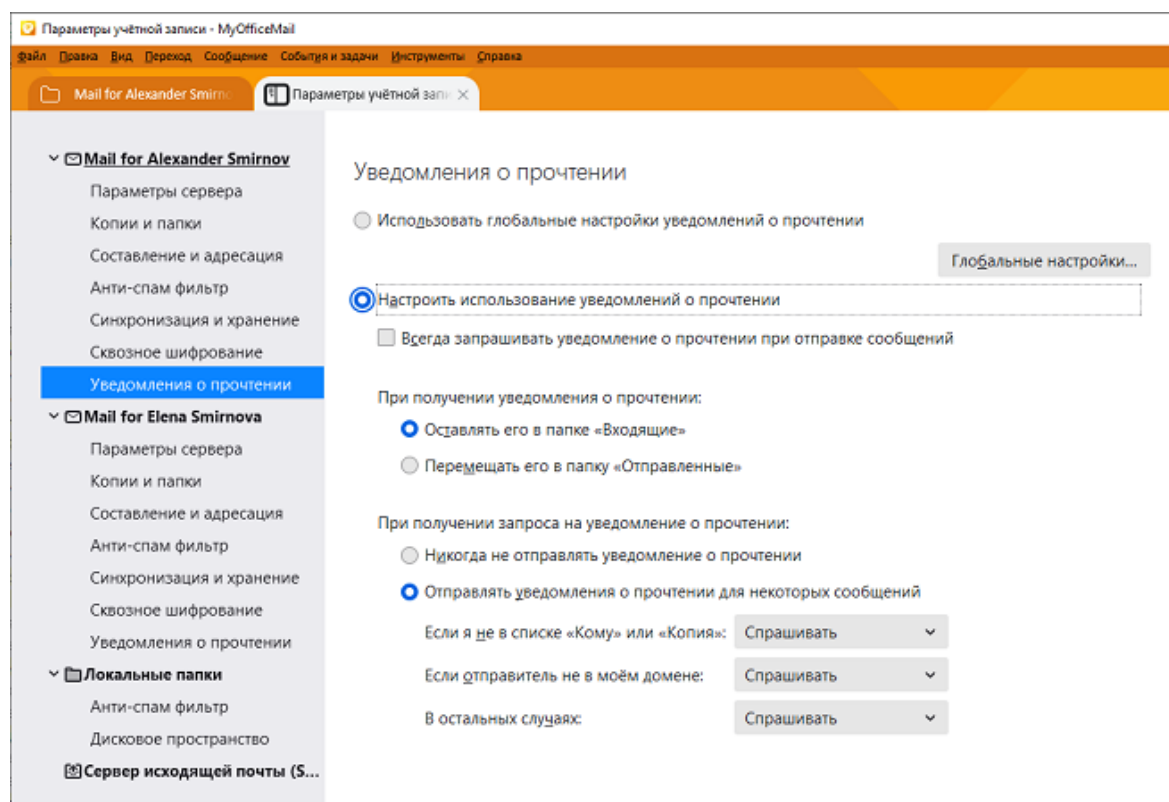 Параметры учётной записи - MyOfficeMail
Файл Правка Вид Переход Сообщение События и задачи Инструменты Справка
Mail for Alexander Smirno
Параметры учётной запи
Mail for Alexander Smirnov
Параметры сервера
Копии и папки
Составление и адресация
Анти-спам фильтр
Синхронизация и хранение
Сквозное шифрование
Уведомления о прочтении
Mail for Elena Smirnova
Параметры сервера
Копии и папки
Составление и адресация
Анти-спам фильтр
Синхронизация и хранение
Сквозное шифрование
Уведомления о прочтении
Локальные папки
Анти-спам фильтр
Дисковое пространство
Сервер исходящей почты (S...
Уведомления о прочтении
Использовать глобальные настройки уведомлений о прочтении
Глобальные настройки...
Настроить использование уведомлений о прочтении
Всегда запрашивать уведомление о прочтении при отправке сообщений
При получении уведомления о прочтении:
Оставлять его в папке «Входящие»
Перемещать его в папку «Отправленные»
При получении запроса на уведомление о прочтении:
Никогда не отправлять уведомление о прочтении
Отправлять уведомления о прочтении для некоторых сообщений
Если я не в списке «Кому» или «Копия»: Спрашивать
Если отправитель не в моём домене: Спрашивать
В остальных случаях: Спрашивать